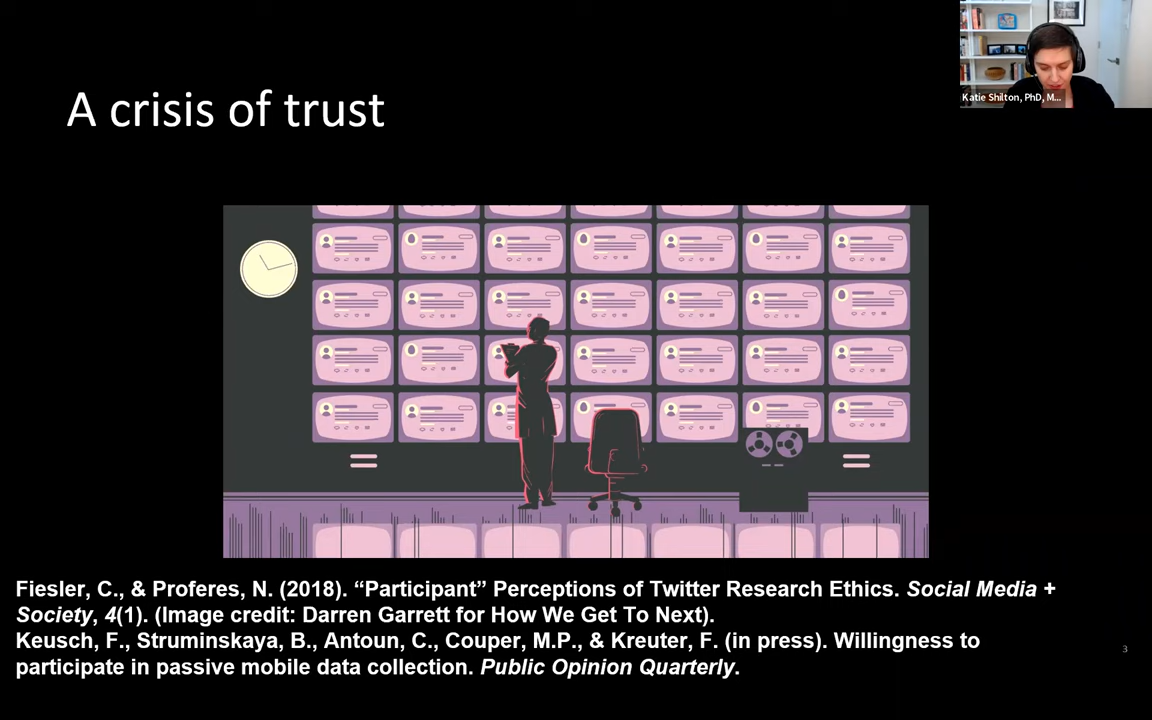 Katie Shilton, PhD, M...
A crisis of trust
Fiesler, C., & Proferes, N. (2018). “Participant” Perceptions of Twitter Research Ethics. Social Media +
Society, 4(1). (Image credit: Darren Garrett for How We Get To Next).
Keusch, F., Struminskaya, B., Antoun, C., Couper, M.P., & Kreuter, F. (in press). Willingness to
participate in passive mobile data collection. Public Opinion Quarterly.
3